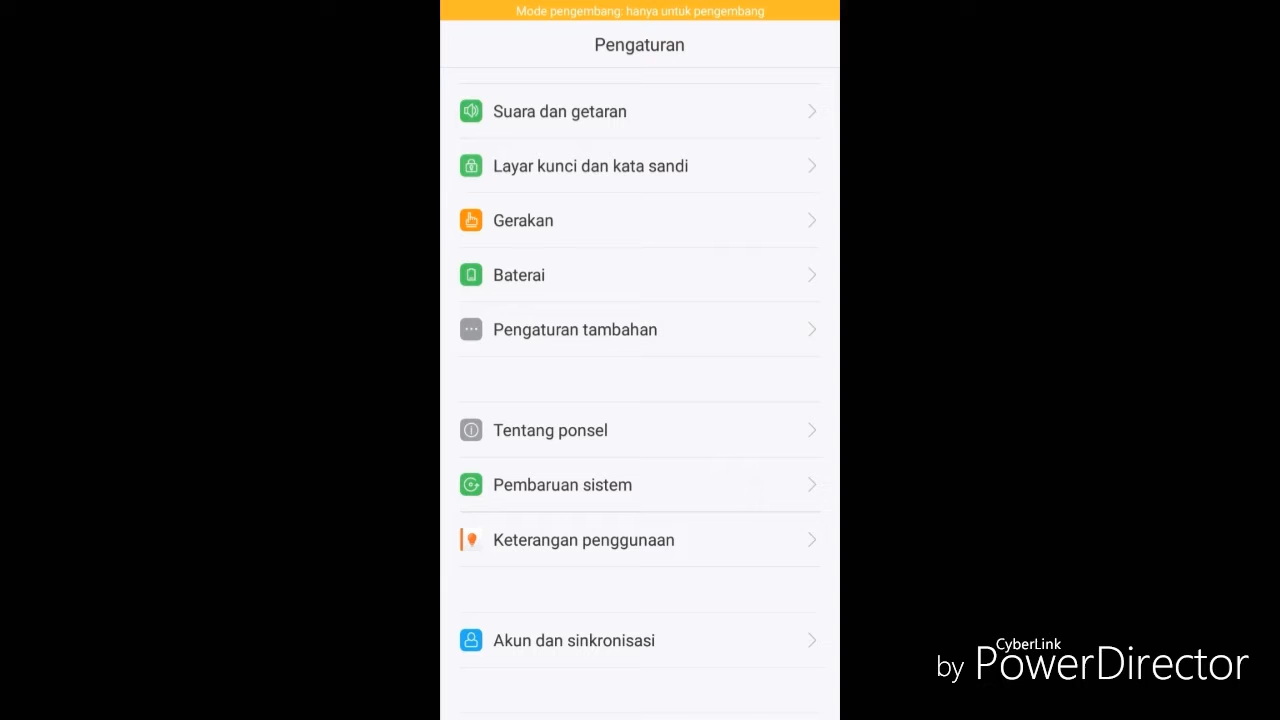 Mode pengembang: hanya untuk pengembang
Pengaturan
Suara dan getaran
Layar kunci dan kata sandi
Gerakan
Baterai
Pengaturan tambahan
Tentang ponsel
Pembaruan sistem
Keterangan penggunaan
Akun dan sinkronisasi
CyberLink
by PowerDirector